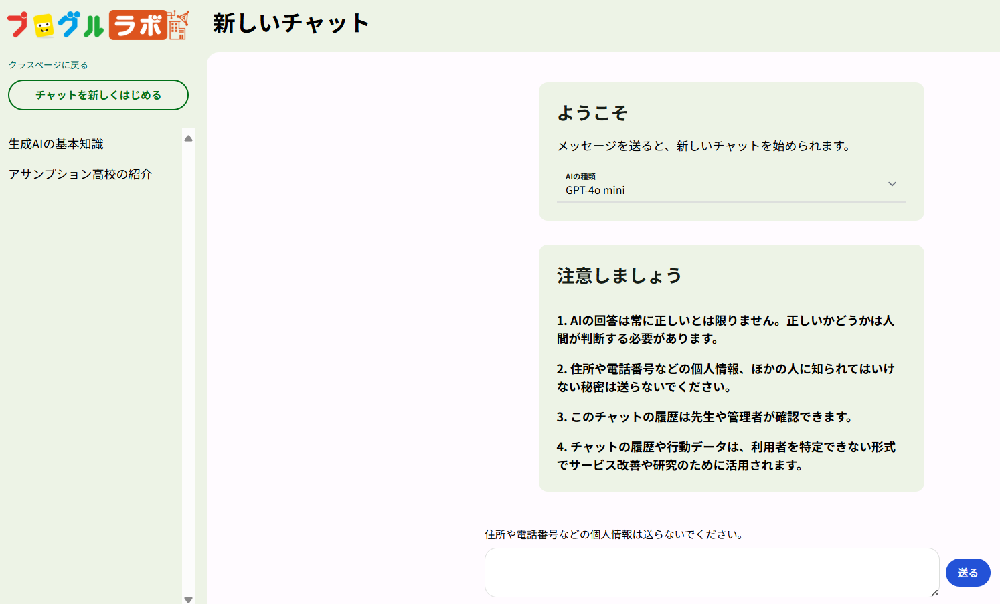 プログルラボ
新しいチャット
クラスページに戻る
チャットを新しくはじめる
生成AIの基本知識
アサンプション高校の紹介
ようこそ
メッセージを送ると、新しいチャットを始められます。
AIの種類
GPT-4o mini
注意しましょう
1. AIの回答は常に正しいとは限りません。正しいかどうかは人
間が判断する必要があります。
2. 住所や電話番号などの個人情報、ほかの人に知られてはいけ
ない秘密は送らないでください。
3. このチャットの履歴は先生や管理者が確認できます。
4. チャットの履歴や行動データは、利用者を特定できない形式
でサービス改善や研究のために活用されます。
住所や電話番号などの個人情報は送らないでください。
送る